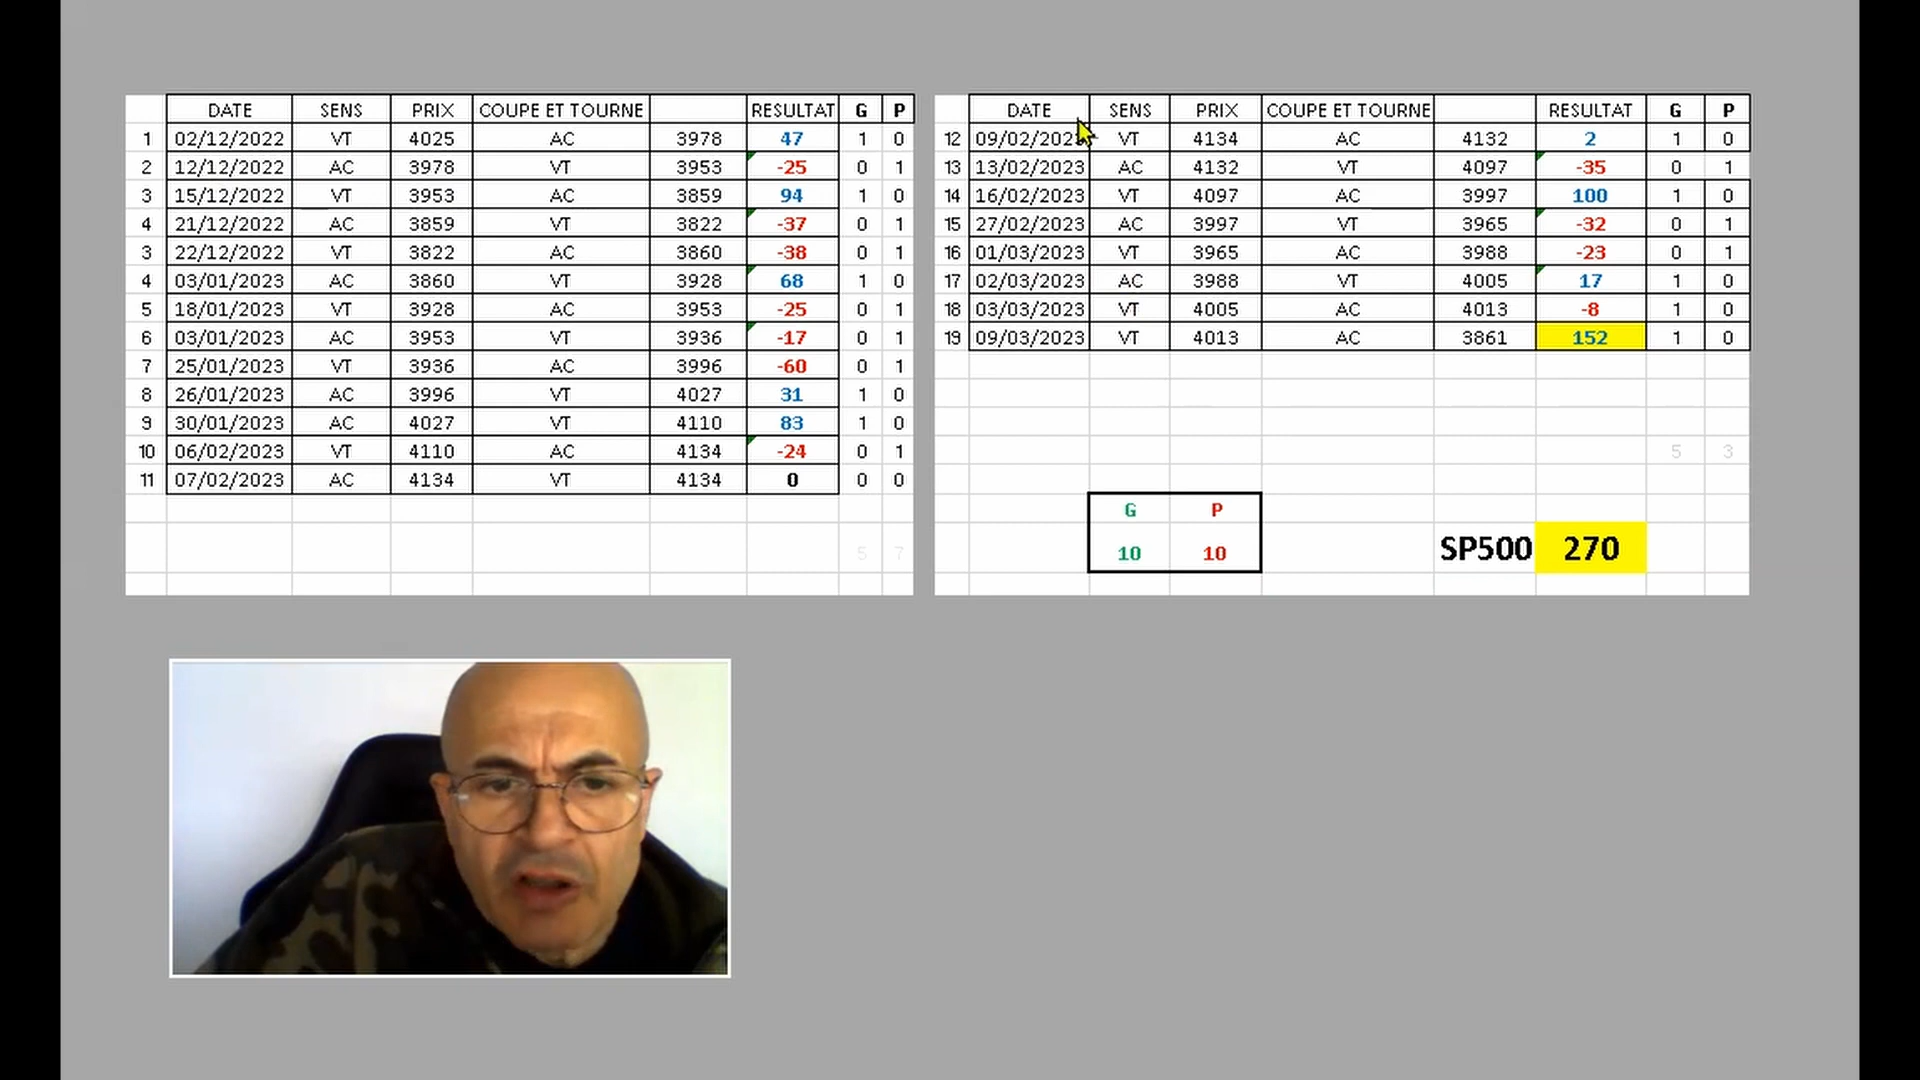 DATE SENS PRIX COUPE ET TOURNE RESULTAT G P
1 02/12/2022 VT 4025 AC 3978 47 1 0
2 12/12/2022 AC 3978 VT 3953 -25 0 1
3 15/12/2022 VT 3953 AC 3859 94 1 0
4 21/12/2022 AC 3859 VT 3822 -37 0 1
3 22/12/2022 VT 3822 AC 3860 -38 0 1
4 03/01/2023 AC 3860 VT 3928 68 1 0
5 18/01/2023 VT 3928 AC 3953 -25 0 1
6 03/01/2023 AC 3953 VT 3936 -17 0 1
7 25/01/2023 VT 3936 AC 3996 -60 0 1
8 26/01/2023 AC 3996 VT 4027 31 1 0
9 30/01/2023 AC 4027 VT 4110 83 1 0
10 06/02/2023 VT 4110 AC 4134 -24 0 1
11 07/02/2023 AC 4134 VT 4134 0 0 0
5 7
DATE SENS PRIX COUPE ET TOURNE RESULTAT G P
12 09/02/2023 VT 4134 AC 4132 2 1 0
13 13/02/2023 AC 4132 VT 4097 -35 0 1
14 16/02/2023 VT 4097 AC 3997 100 1 0
15 27/02/2023 AC 3997 VT 3965 -32 0 1
16 01/03/2023 VT 3965 AC 3988 -23 0 1
17 02/03/2023 AC 3988 VT 4005 17 1 0
18 03/03/2023 VT 4005 AC 4013 -8 1 0
19 09/03/2023 VT 4013 AC 3861 152 1 0
5 3
G P
10 10
SP500 270